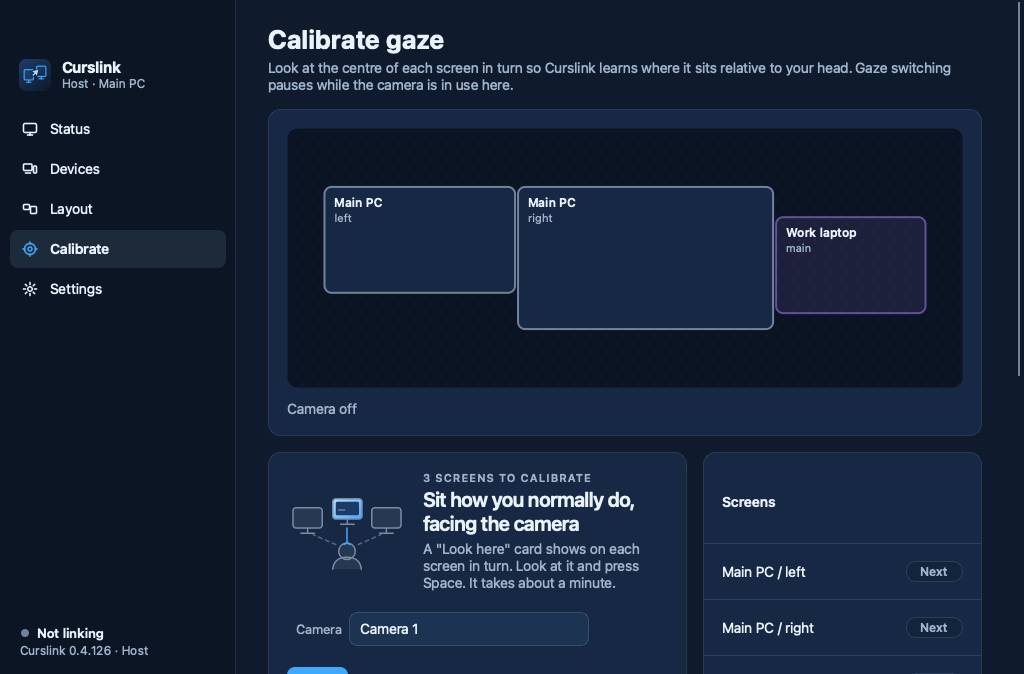 Curslink
Host · Main PC
Status
Devices
Layout
Calibrate
Settings
Not linking
Curslink 0.4.126 · Host
Calibrate gaze
Look at the centre of each screen in turn so Curslink learns where it sits relative to your head. Gaze switching
pauses while the camera is in use here.
Main PC
left
Main PC
right
Work laptop
main
Camera off
3 SCREENS TO CALIBRATE
Sit how you normally do,
facing the camera
A "Look here" card shows on each
screen in turn. Look at it and press
Space. It takes about a minute.
Camera
Camera 1
Screens
Main PC / left
Next
Main PC / right
Next